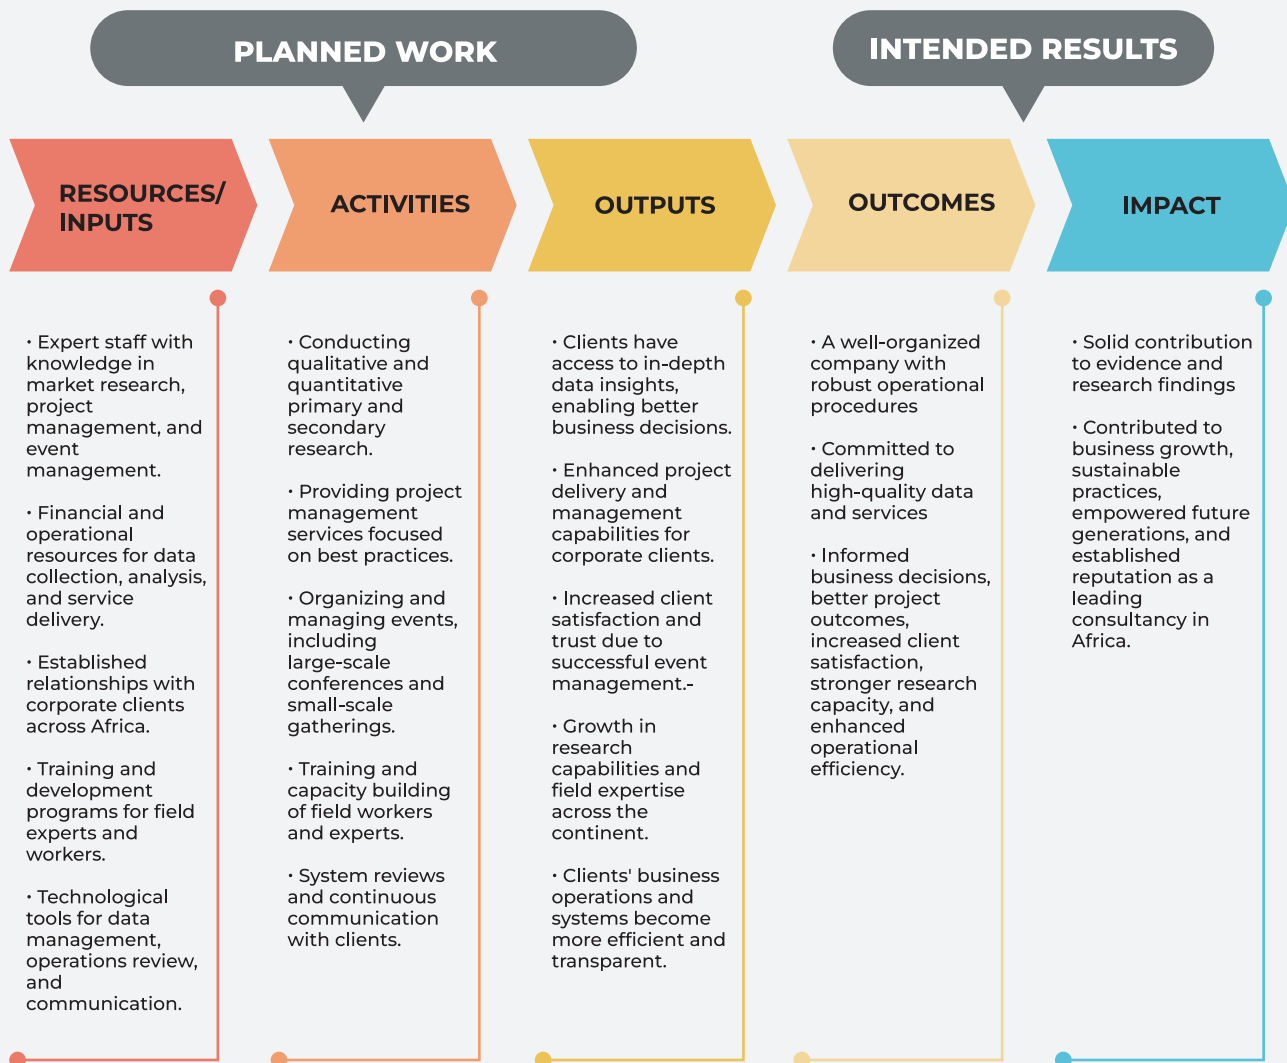 PLANNED WORK
INTENDED RESULTS
RESOURCES/
INPUTS
ACTIVITIES
OUTPUTS
OUTCOMES
IMPACT
· Expert staff with
knowledge in
market research,
project
management, and
event
management.
· Financial and
operational
resources for data
collection, analysis,
and service
delivery.
· Established
relationships with
corporate clients
across Africa.
· Training and
development
programs for field
experts and
workers.
· Technological
tools for data
management,
operations review,
and
communication.
· Conducting
qualitative and
quantitative
primary and
secondary
research.
· Providing project
management
services focused
on best practices.
· Organizing and
managing events,
including
large-scale
conferences and
small-scale
gatherings.
· Training and
capacity building
of field workers
and experts.
· System reviews
and continuous
communication
with clients.
· Clients have
access to in-depth
data insights,
enabling better
business decisions.
· Enhanced project
delivery and
management
capabilities for
corporate clients.
· Increased client
satisfaction and
trust due to
successful event
management.-
· Growth in
research
capabilities and
field expertise
across the
continent.
· Clients' business
operations and
systems become
more efficient and
transparent.
· A well-organized
company with
robust operational
procedures
· Committed to
delivering
high-quality data
and services
· Informed
business decisions,
better project
outcomes,
increased client
satisfaction,
stronger research
capacity, and
enhanced
operational
efficiency.
· Solid contribution
to evidence and
research findings
· Contributed to
business growth,
sustainable
practices,
empowered future
generations, and
established
reputation as a
leading
consultancy in
Africa.